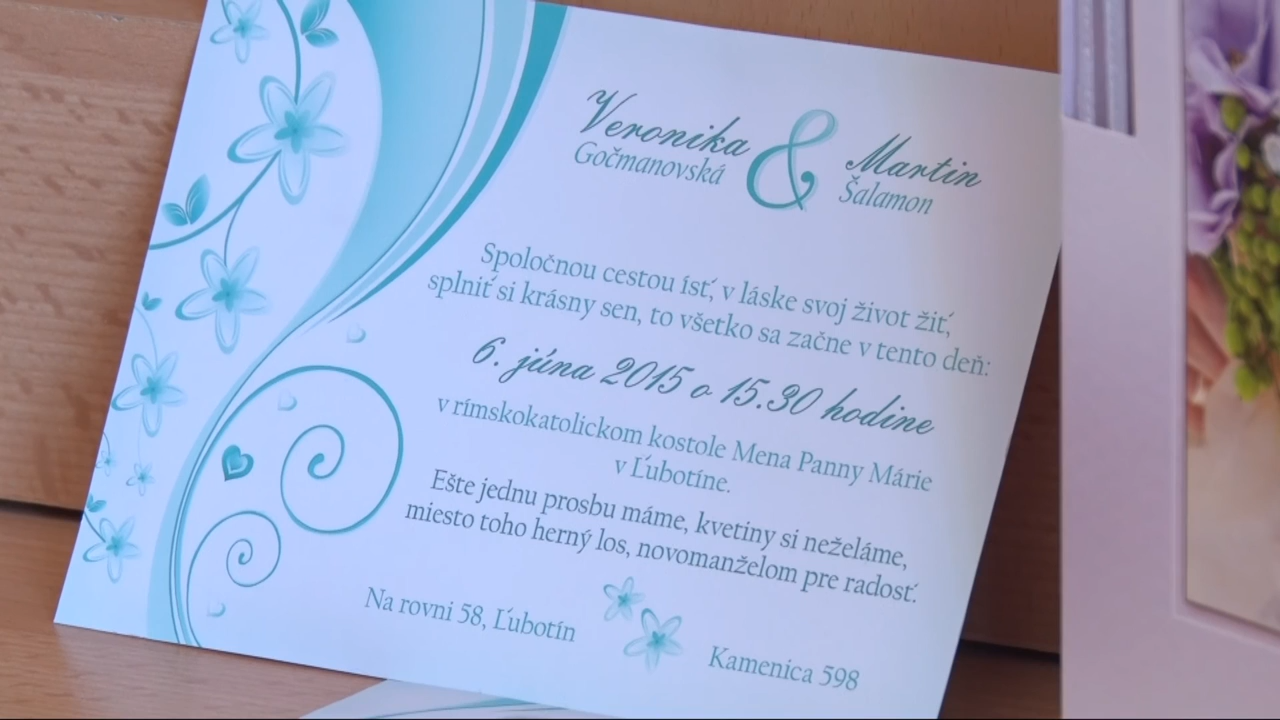 Veronika & Martin
Gočmanovská Šalamon
Spoločnou cestou ísť, v láske svoj život žiť,
splniť si krásny sen, to všetko sa začne v tento deň:
6. júna 2015 o 15.30 hodine
v rímskokatolickom kostole Mena Panny Márie
v Ľubotíne.
Ešte jednu prosbu máme, kvetiny si neželáme,
miesto toho herný los, novomanželom pre radosť.
Na rovni 58, Ľubotín
Kamenica 598